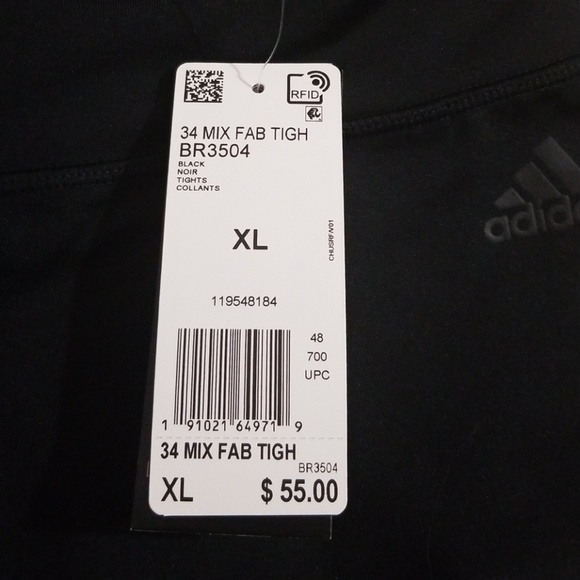 RFID
34 MIX FAB TIGH
BR3504
BLACK
NOIR
TIGHTS
COLLANTS
XL
CHUSRFW01
119548184
48
700
UPC
1 91021 64971 9
34 MIX FAB TIGH
BR3504
XL $ 55.00
adidas